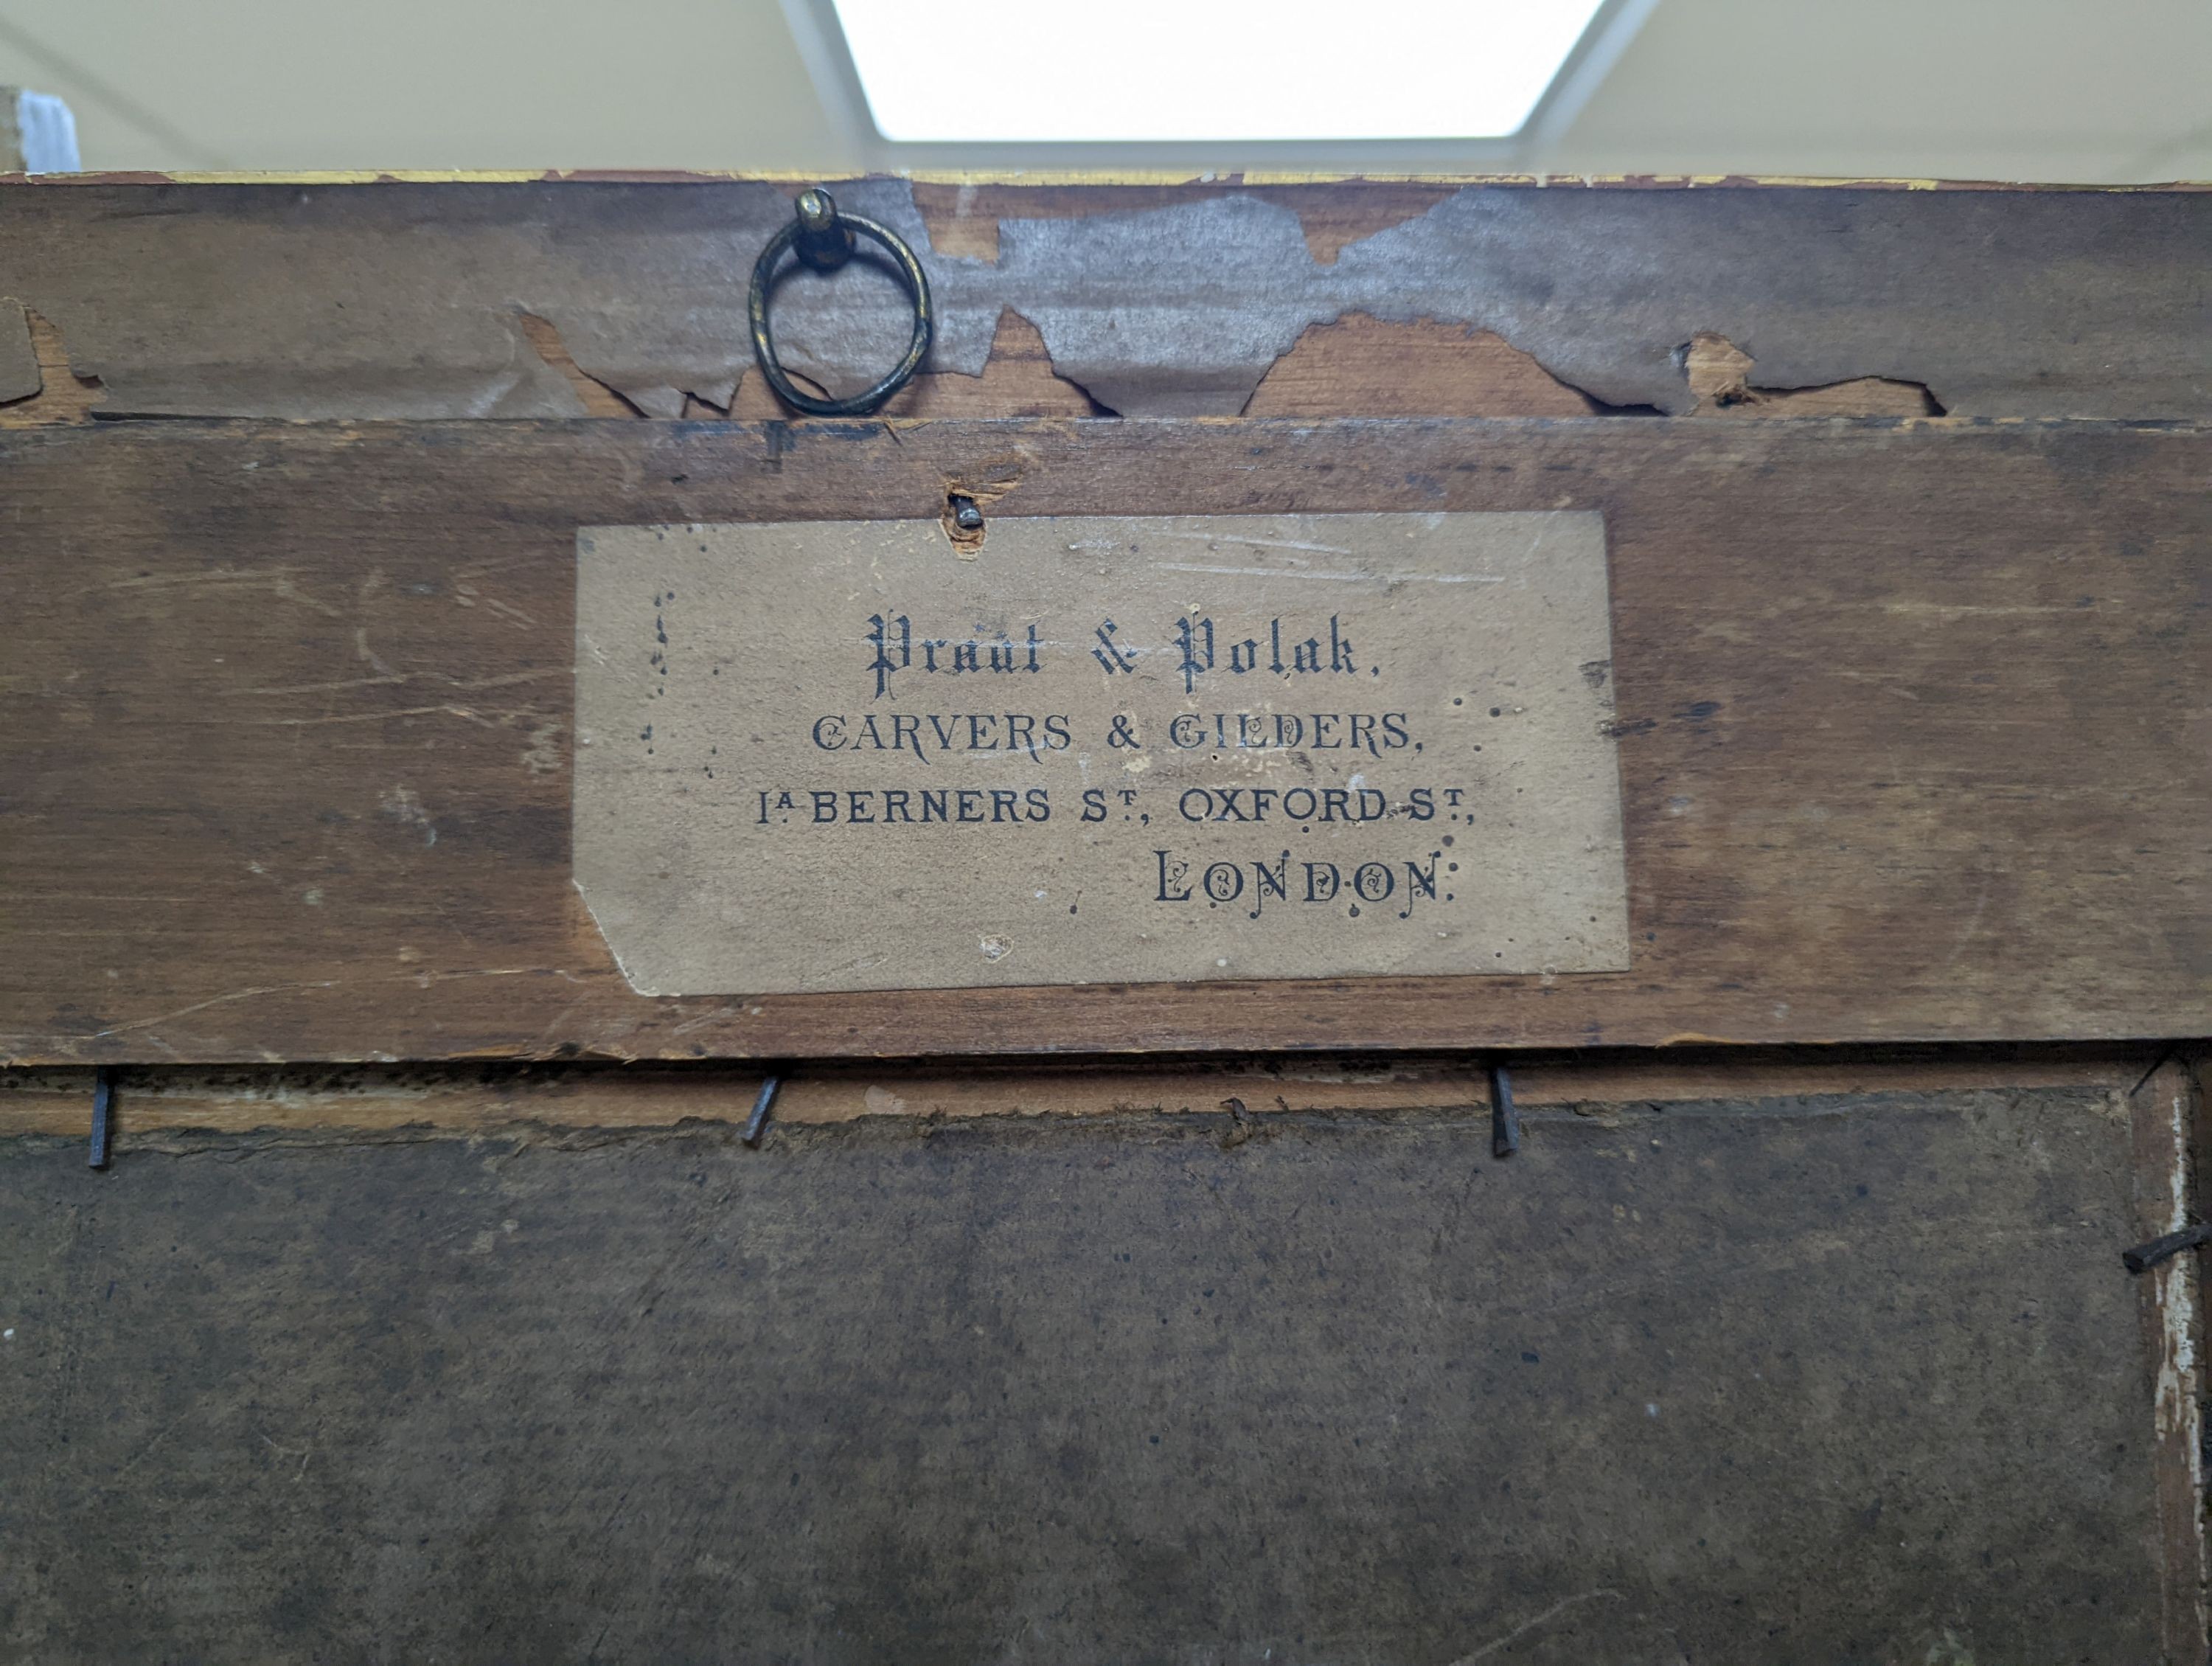 Praat & Polak,
CARVERS & GILDERS,
1A. BERNERS ST., OXFORD ST.,
LONDON.